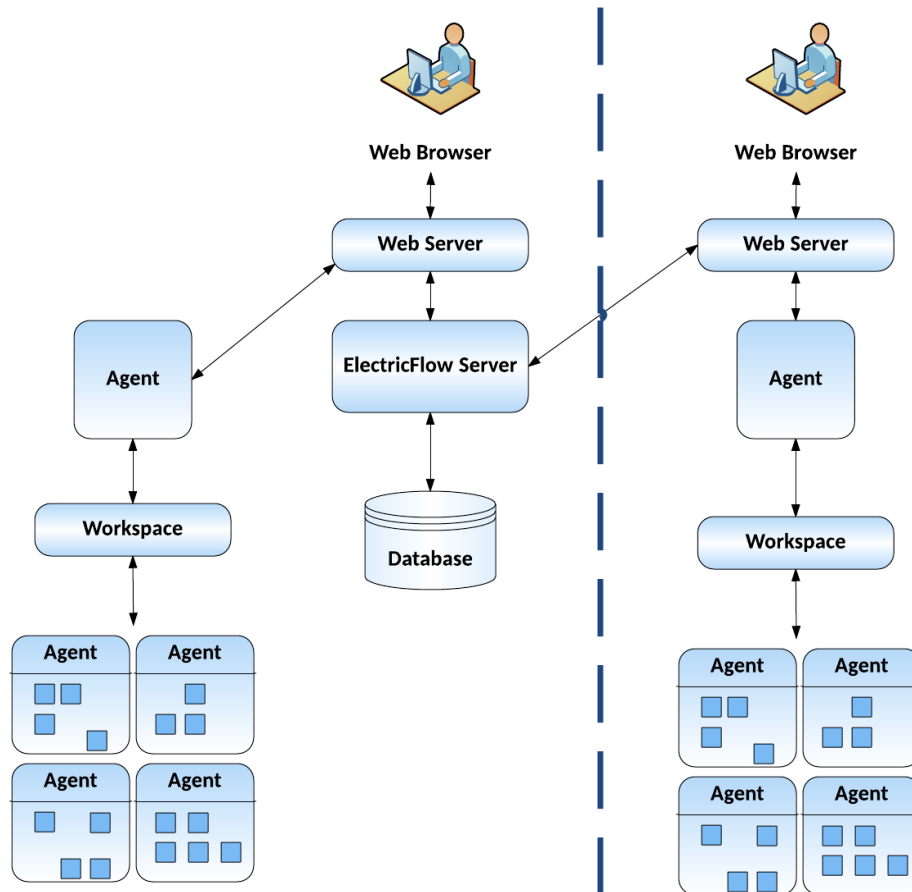 Web Browser
Web Browser
Web Server
Web Server
Agent
ElectricFlow Server
Agent
Workspace
Database
Workspace
Agent
Agent
Agent
Agent
Agent
Agent
Agent
Agent